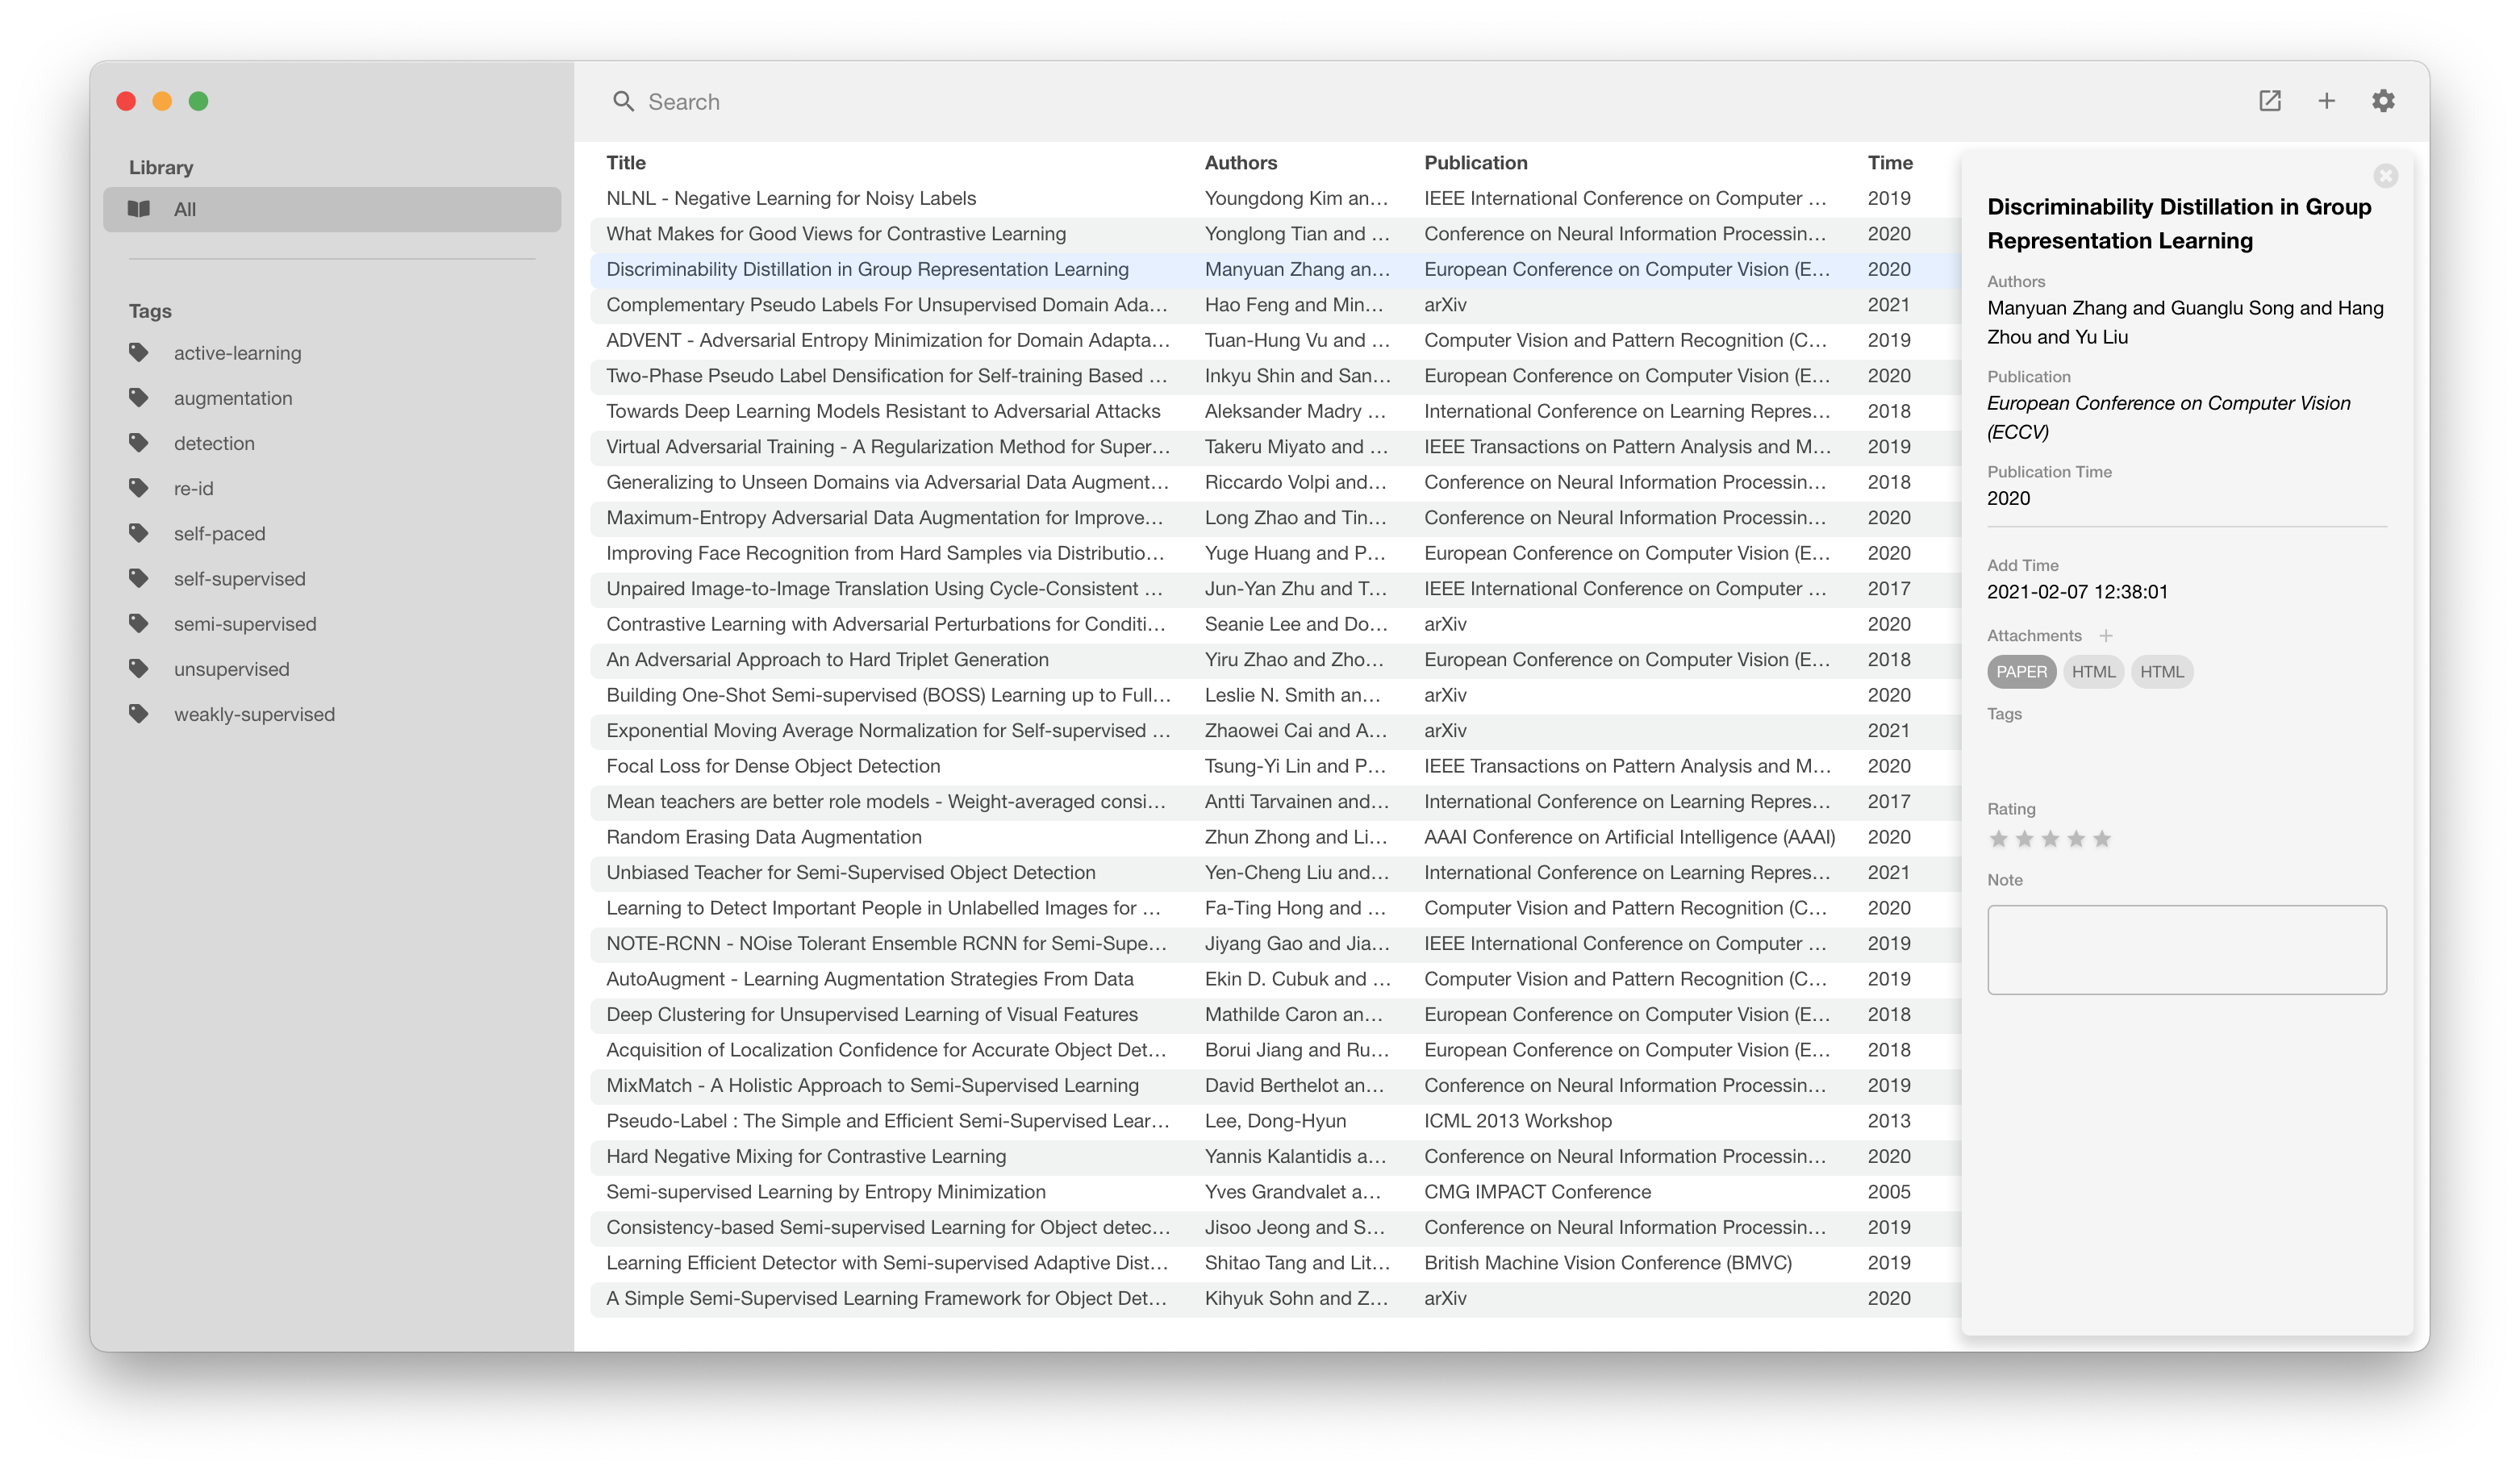 Search
Library
All
Tags
active-learning
augmentation
detection
re-id
self-paced
self-supervised
semi-supervised
unsupervised
weakly-supervised
Title Authors Publication Time
NLNL - Negative Learning for Noisy Labels Youngdong Kim an... IEEE International Conference on Computer ... 2019
What Makes for Good Views for Contrastive Learning Yonglong Tian and ... Conference on Neural Information Processin... 2020
Discriminability Distillation in Group Representation Learning Manyuan Zhang an... European Conference on Computer Vision (E... 2020
Complementary Pseudo Labels For Unsupervised Domain Ada... Hao Feng and Min... arXiv 2021
ADVENT - Adversarial Entropy Minimization for Domain Adapta... Tuan-Hung Vu and ... Computer Vision and Pattern Recognition (C... 2019
Two-Phase Pseudo Label Densification for Self-training Based ... Inkyu Shin and San... European Conference on Computer Vision (E... 2020
Towards Deep Learning Models Resistant to Adversarial Attacks Aleksander Madry ... International Conference on Learning Repres... 2018
Virtual Adversarial Training - A Regularization Method for Super... Takeru Miyato and ... IEEE Transactions on Pattern Analysis and M... 2019
Generalizing to Unseen Domains via Adversarial Data Augment... Riccardo Volpi and... Conference on Neural Information Processin... 2018
Maximum-Entropy Adversarial Data Augmentation for Improve... Long Zhao and Tin... Conference on Neural Information Processin... 2020
Improving Face Recognition from Hard Samples via Distributio... Yuge Huang and P... European Conference on Computer Vision (E... 2020
Unpaired Image-to-Image Translation Using Cycle-Consistent ... Jun-Yan Zhu and T... IEEE International Conference on Computer ... 2017
Contrastive Learning with Adversarial Perturbations for Conditi... Seanie Lee and Do... arXiv 2020
An Adversarial Approach to Hard Triplet Generation Yiru Zhao and Zho... European Conference on Computer Vision (E... 2018
Building One-Shot Semi-supervised (BOSS) Learning up to Full... Leslie N. Smith an... arXiv 2020
Exponential Moving Average Normalization for Self-supervised ... Zhaowei Cai and A... arXiv 2021
Focal Loss for Dense Object Detection Tsung-Yi Lin and P... IEEE Transactions on Pattern Analysis and M... 2020
Mean teachers are better role models - Weight-averaged consi... Antti Tarvainen and... International Conference on Learning Repres... 2017
Random Erasing Data Augmentation Zhun Zhong and Li... AAAI Conference on Artificial Intelligence (AAAI) 2020
Unbiased Teacher for Semi-Supervised Object Detection Yen-Cheng Liu and... International Conference on Learning Repres... 2021
Learning to Detect Important People in Unlabelled Images for ... Fa-Ting Hong and ... Computer Vision and Pattern Recognition (C... 2020
NOTE-RCNN - NOise Tolerant Ensemble RCNN for Semi-Supe... Jiyang Gao and Jia... IEEE International Conference on Computer ... 2019
AutoAugment - Learning Augmentation Strategies From Data Ekin D. Cubuk and ... Computer Vision and Pattern Recognition (C... 2019
Deep Clustering for Unsupervised Learning of Visual Features Mathilde Caron an... European Conference on Computer Vision (E... 2018
Acquisition of Localization Confidence for Accurate Object Det... Borui Jiang and Ru... European Conference on Computer Vision (E... 2018
MixMatch - A Holistic Approach to Semi-Supervised Learning David Berthelot an... Conference on Neural Information Processin... 2019
Pseudo-Label : The Simple and Efficient Semi-Supervised Lear... Lee, Dong-Hyun ICML 2013 Workshop 2013
Hard Negative Mixing for Contrastive Learning Yannis Kalantidis a... Conference on Neural Information Processin... 2020
Semi-supervised Learning by Entropy Minimization Yves Grandvalet a... CMG IMPACT Conference 2005
Consistency-based Semi-supervised Learning for Object detec... Jisoo Jeong and S... Conference on Neural Information Processin... 2019
Learning Efficient Detector with Semi-supervised Adaptive Dist... Shitao Tang and Lit... British Machine Vision Conference (BMVC) 2019
A Simple Semi-Supervised Learning Framework for Object Det... Kihyuk Sohn and Z... arXiv 2020
Discriminability Distillation in Group
Representation Learning
Authors
Manyuan Zhang and Guanglu Song and Hang
Zhou and Yu Liu
Publication
European Conference on Computer Vision
(ECCV)
Publication Time
2020
Add Time
2021-02-07 12:38:01
Attachments
PAPER HTML HTML
Tags
Rating
Note